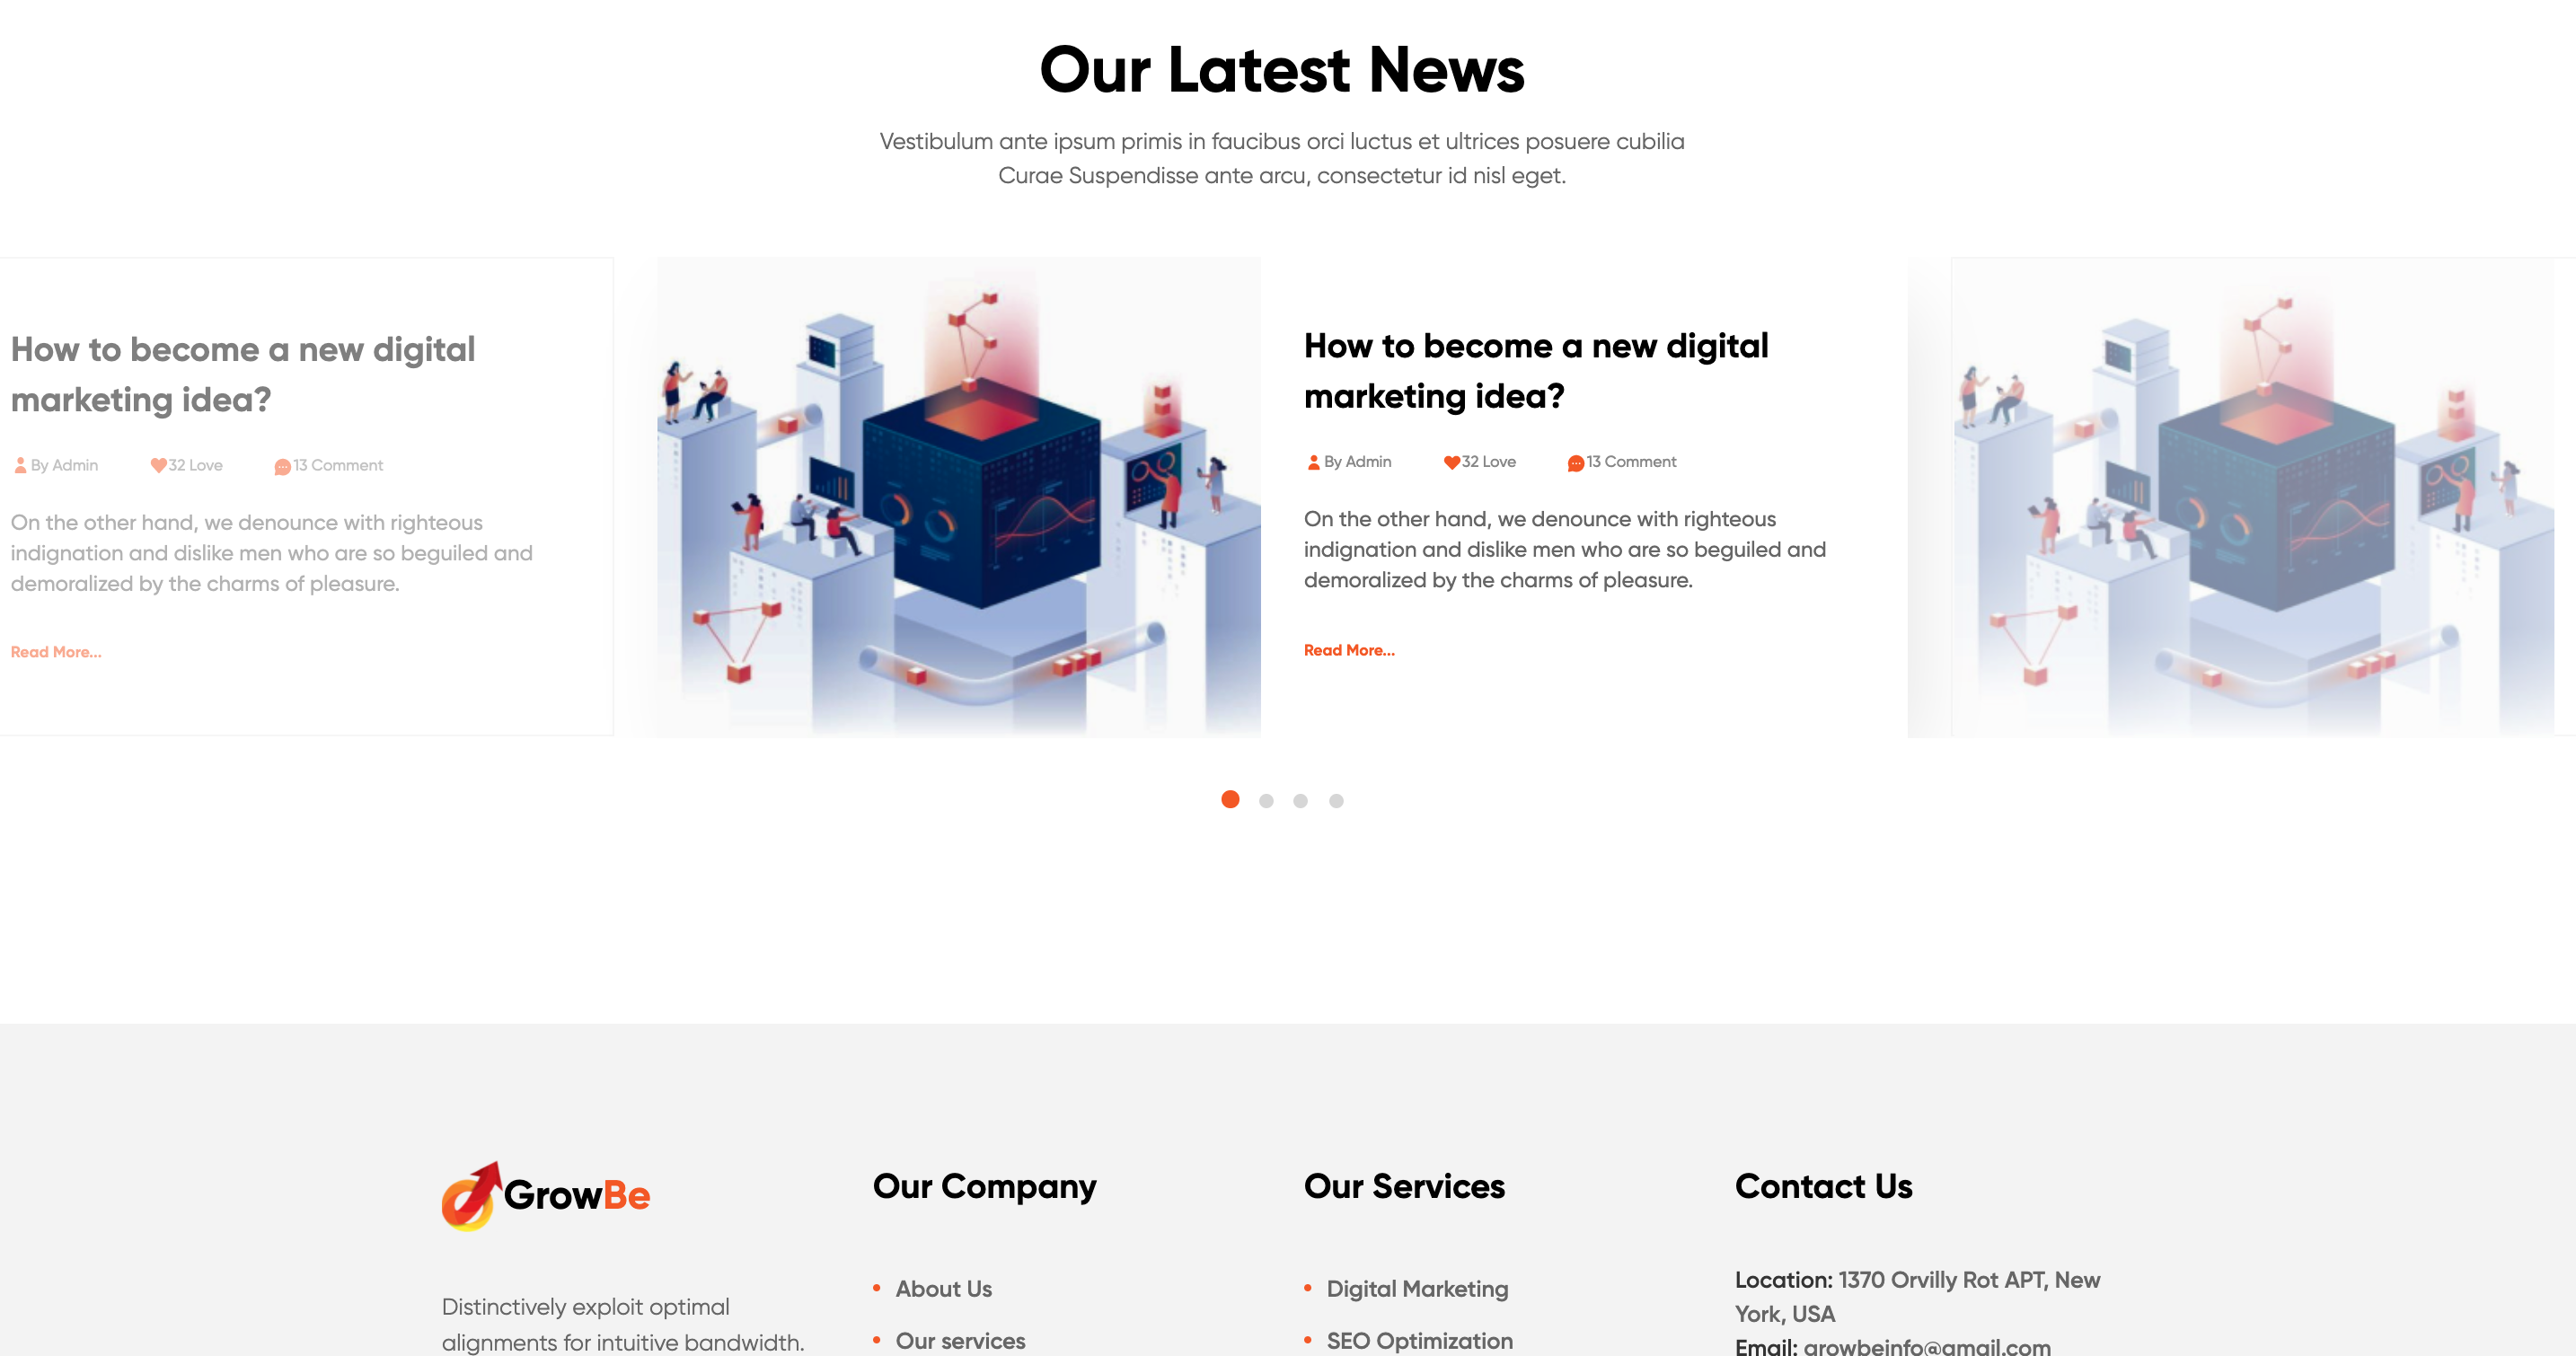 Our Latest News
Vestibulum ante ipsum primis in faucibus orci luctus et ultrices posuere cubilia
Curae Suspendisse ante arcu, consectetur id nisl eget.
How to become a new digital
marketing idea?
By Admin 32 Love 13 Comment
On the other hand, we denounce with righteous
indignation and dislike men who are so beguiled and
demoralized by the charms of pleasure.
Read More...
How to become a new digital
marketing idea?
By Admin 32 Love 13 Comment
On the other hand, we denounce with righteous
indignation and dislike men who are so beguiled and
demoralized by the charms of pleasure.
Read More...
GrowBe
Distinctively exploit optimal
alignments for intuitive bandwidth.
Our Company
• About Us
• Our services
Our Services
• Digital Marketing
• SEO Optimization
Contact Us
Location: 1370 Orvilly Rot APT, New
York, USA
Email: growbeinfo@gmail.com